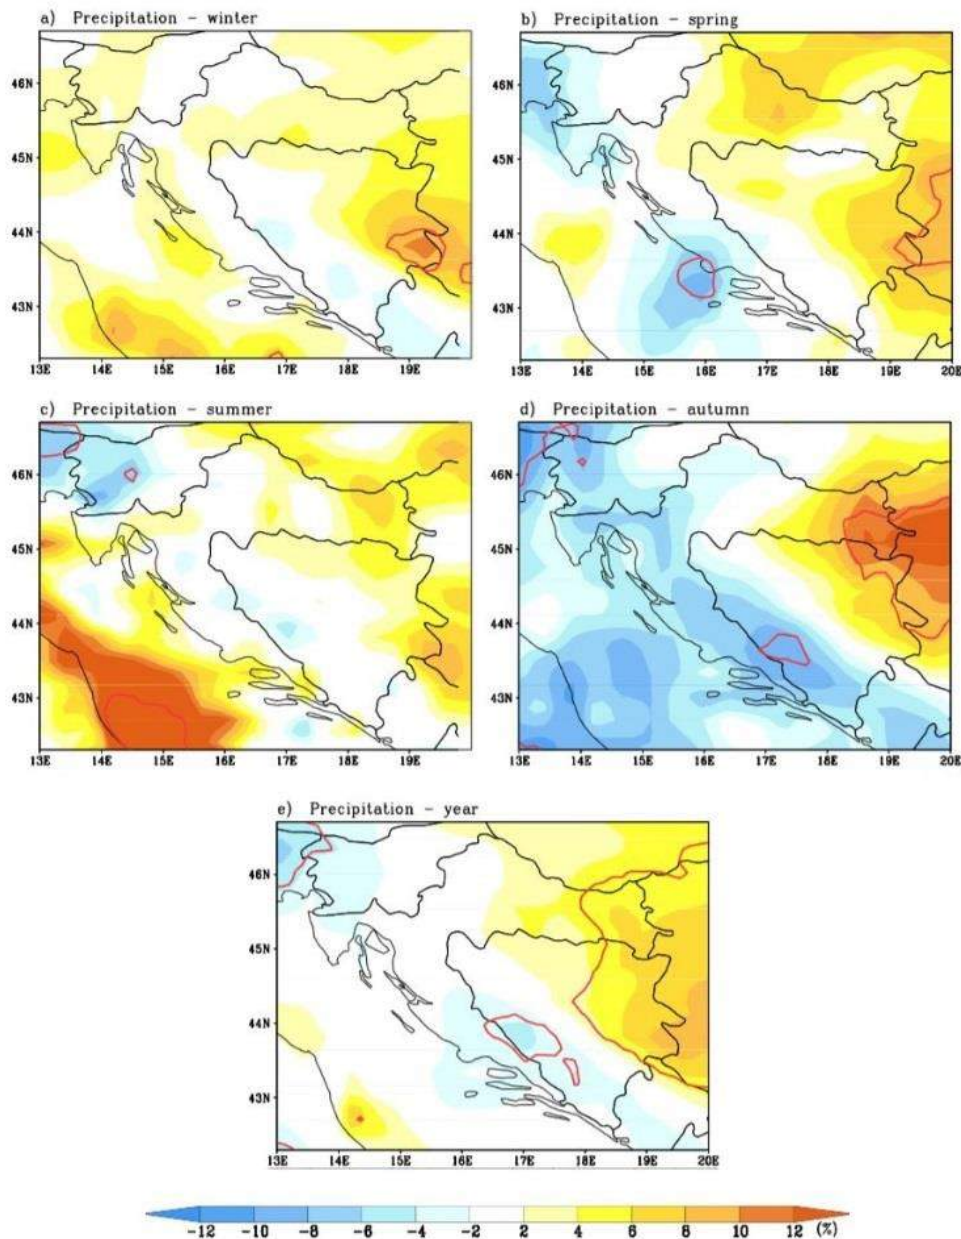 a) Precipitation – winter
b) Precipitation – spring
46N
45N
44N
43N
13E 14E 15E 16E 17E 18E 19E
46N
45N
44N
43N
13E 14E 15E 16E 17E 18E 19E 20E
c) Precipitation – summer
d) Precipitation – autumn
46N
45N
44N
43N
13E 14E 15E 16E 17E 18E 19E
46N
45N
44N
43N
13E 14E 15E 16E 17E 18E 19E 20E
e) Precipitation – year
46N
45N
44N
43N
13E 14E 15E 16E 17E 18E 19E 20E
-12 -10 -8 -6 -4 -2 2 4 6 8 10 12 (%)